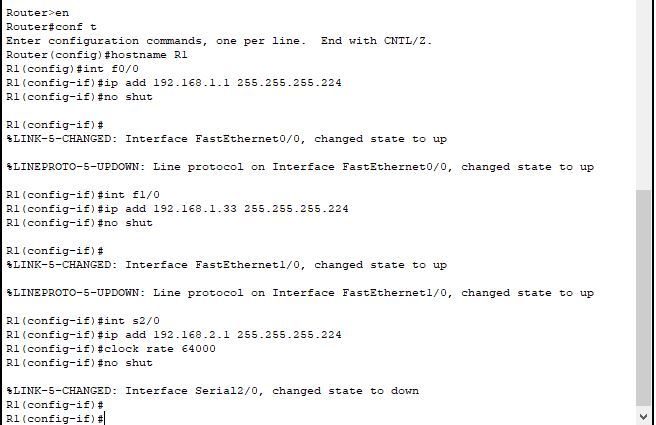 Router>en
Router#conf t
Enter configuration commands, one per line.  End with CNTL/Z.
Router(config)#hostname R1
R1(config)#int f0/0
R1(config-if)#ip add 192.168.1.1 255.255.255.224
R1(config-if)#no shut
R1(config-if)#
%LINK-5-CHANGED: Interface FastEthernet0/0, changed state to up
%LINEPROTO-5-UPDOWN: Line protocol on Interface FastEthernet0/0, changed state to up
R1(config-if)#int f1/0
R1(config-if)#ip add 192.168.1.33 255.255.255.224
R1(config-if)#no shut
R1(config-if)#
%LINK-5-CHANGED: Interface FastEthernet1/0, changed state to up
%LINEPROTO-5-UPDOWN: Line protocol on Interface FastEthernet1/0, changed state to up
R1(config-if)#int s2/0
R1(config-if)#ip add 192.168.2.1 255.255.255.224
R1(config-if)#clock rate 64000
R1(config-if)#no shut
%LINK-5-CHANGED: Interface Serial2/0, changed state to down
R1(config-if)#
R1(config-if)#